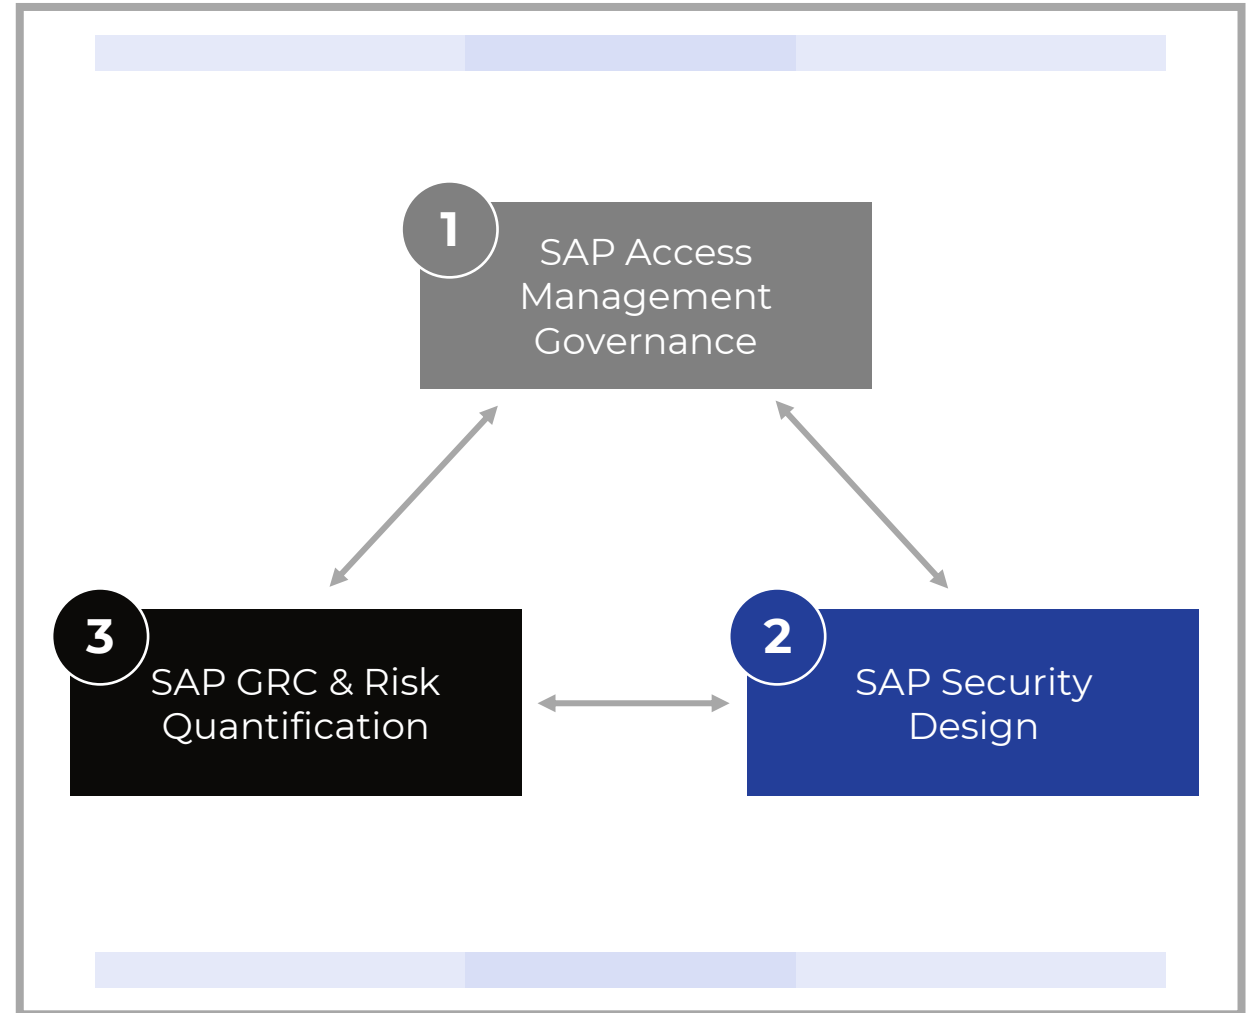 1
SAP Access
Management
Governance
3
SAP GRC & Risk
Quantification
2
SAP Security
Design